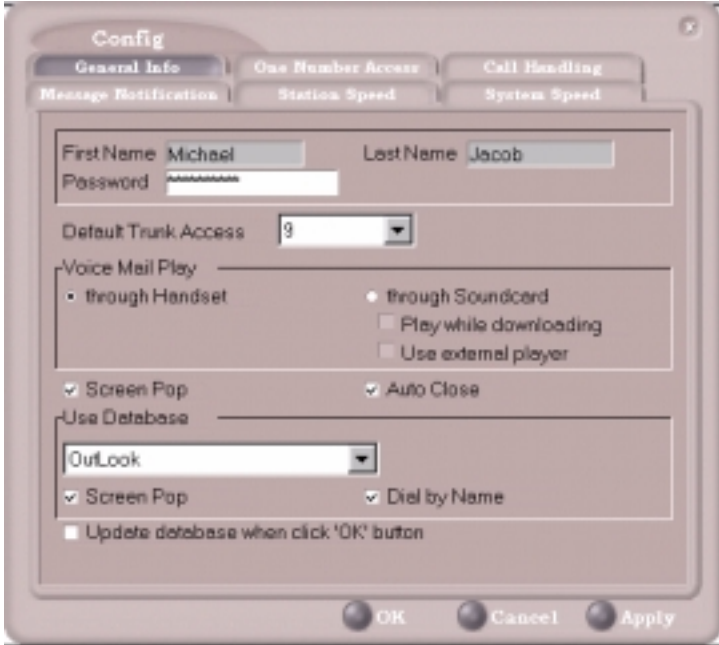 Config
General Info One Number Access Call Handling
Message Notification Station Speed System Speed
First Name Michael Last Name Jacob
Password **********
Default Trunk Access 9
Voice Mail Play
through Handset through Soundcard
Play while downloading
Use external player
Screen Pop Auto Close
Use Database
OutLook
Screen Pop Dial by Name
Update database when click 'OK' button
OK Cancel Apply